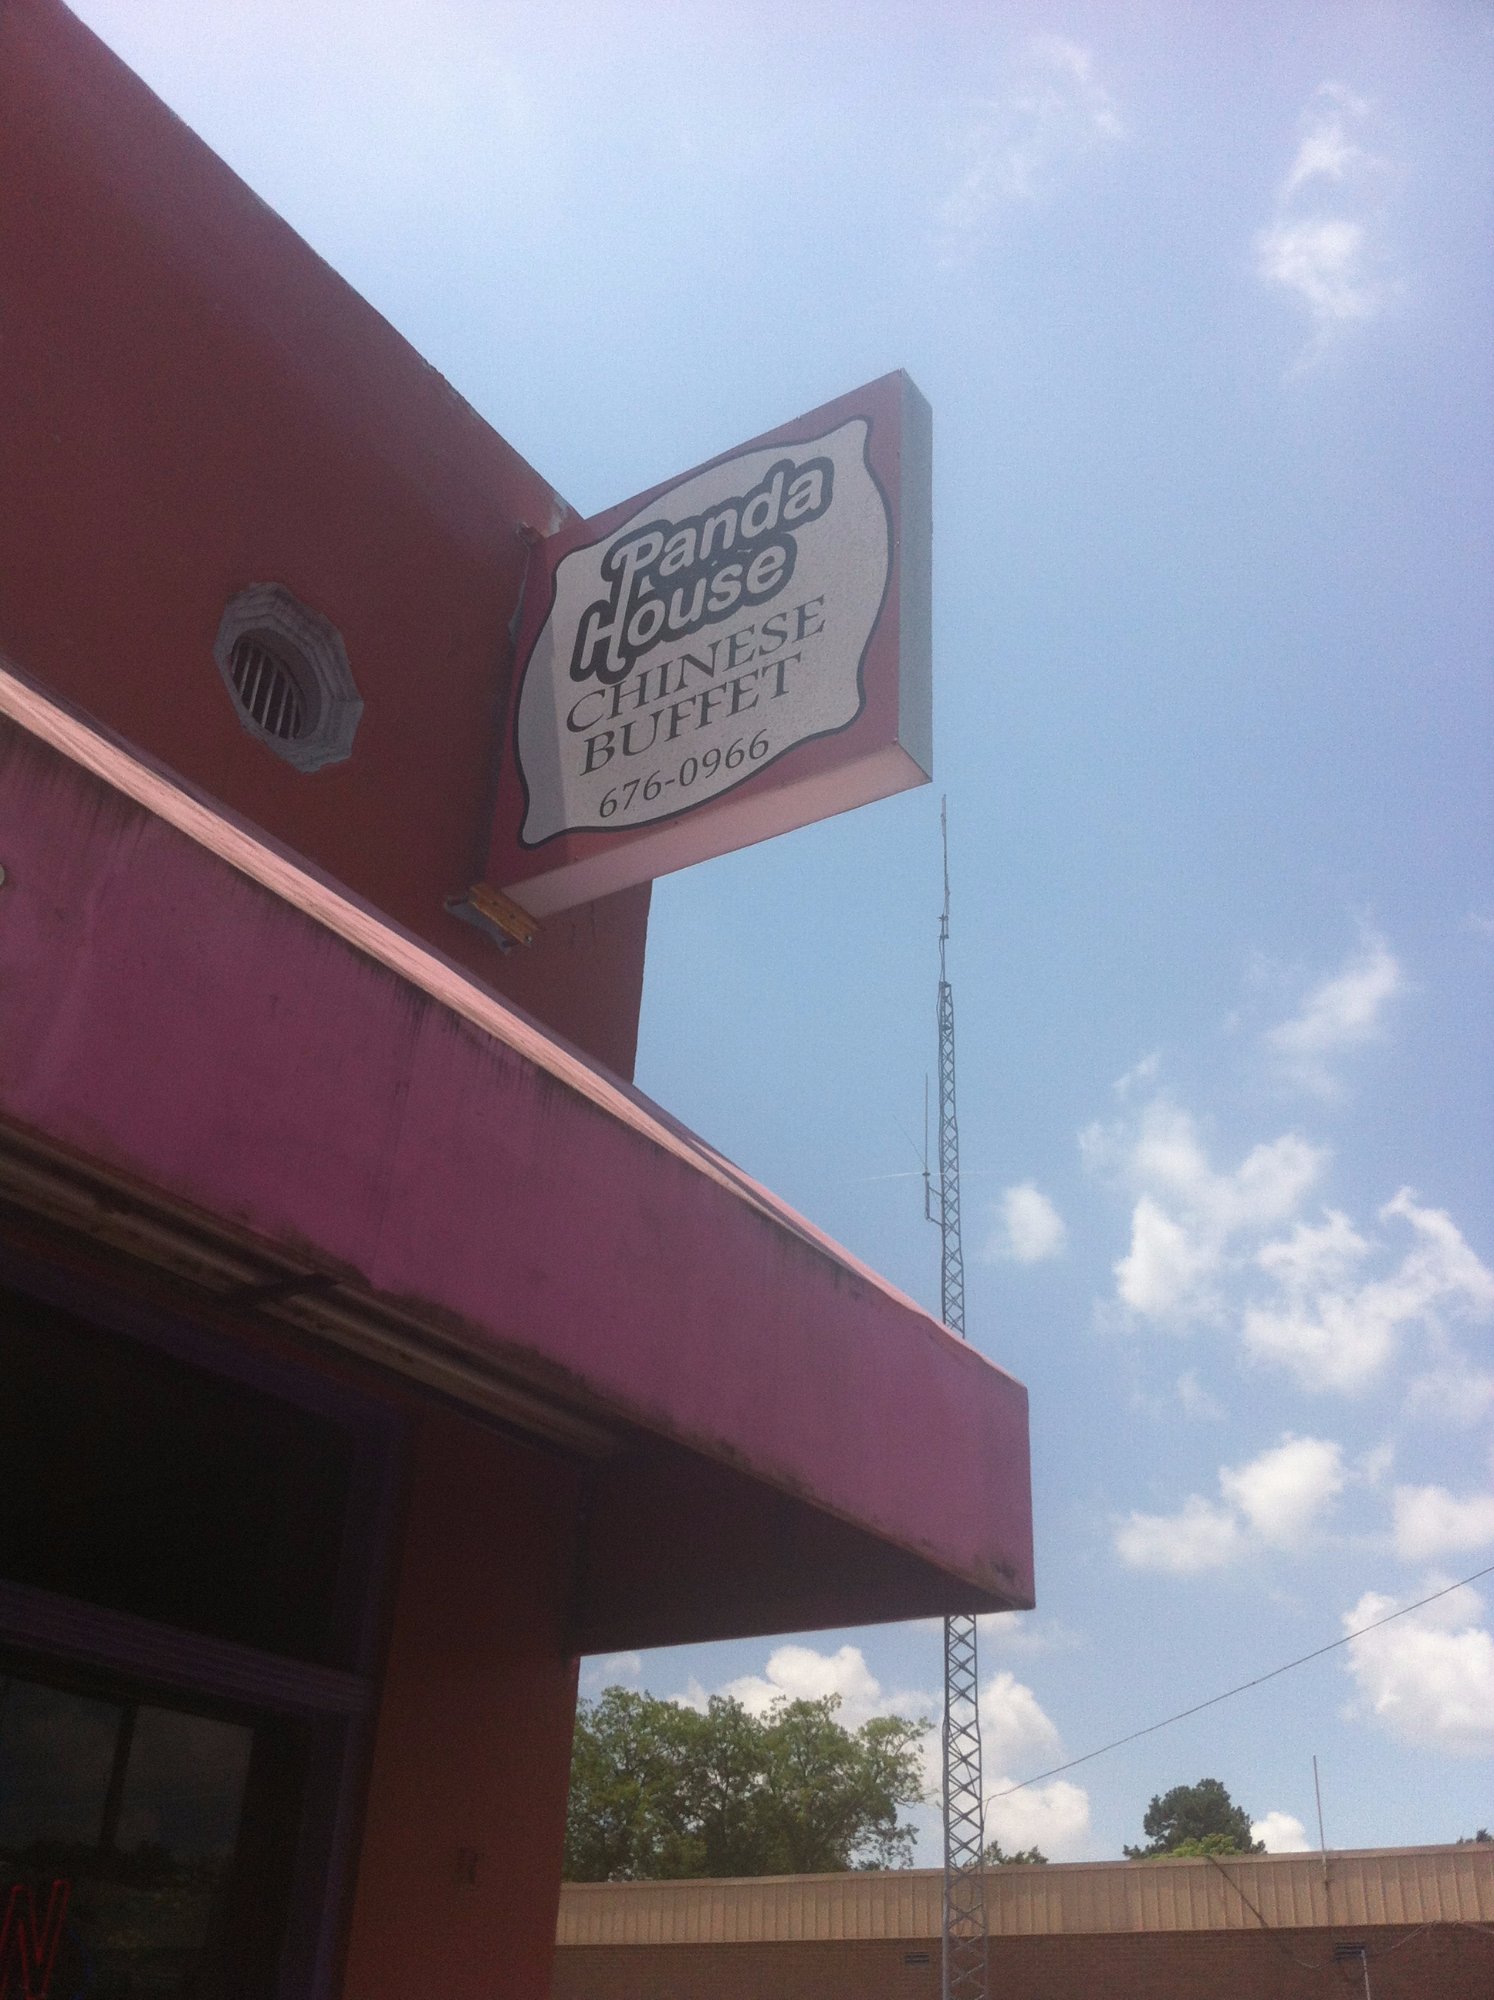 Panda
House
CHINESE
BUFFET
676-0966
N